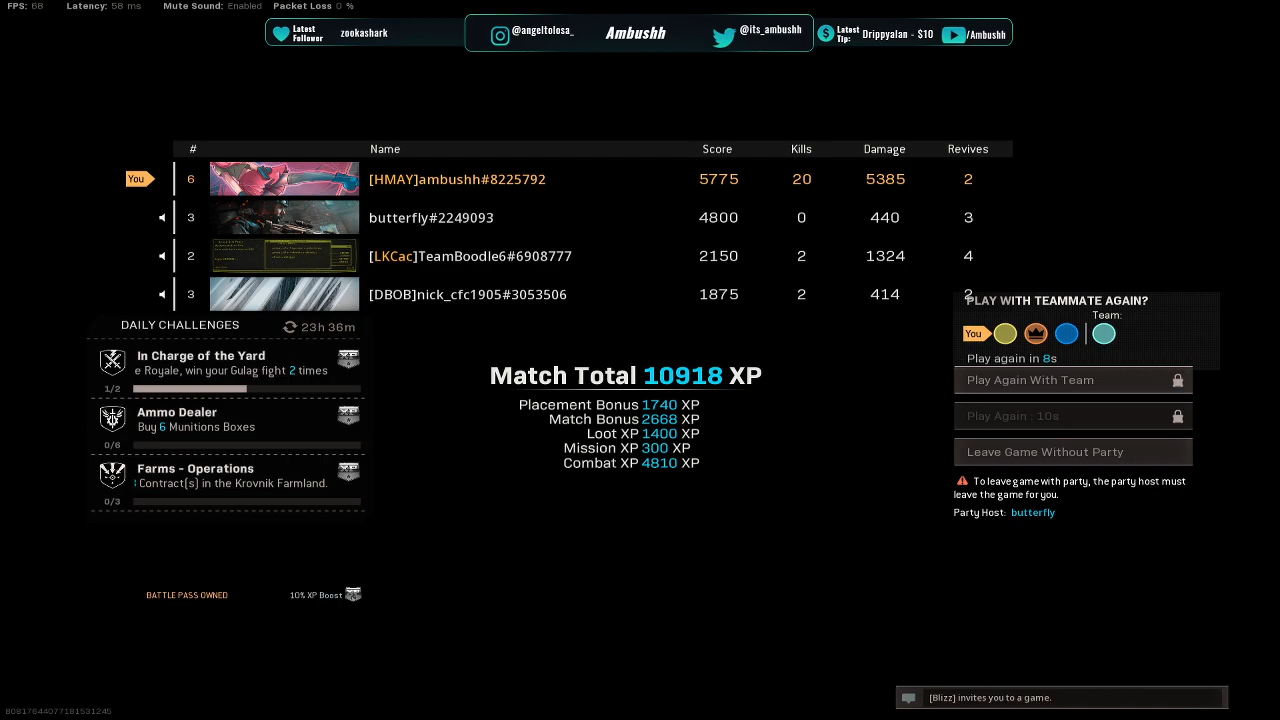 FPS: 68 Latency: 58 ms Mute Sound: Enabled Packet Loss 0 %
Latest Follower zookashark
@angeltolosa_ Ambushh @its_ambushh
Latest Tip: Drippyalan - $10 /Ambushh
# Name Score Kills Damage Revives
You 6 [HMAY]ambushh#8225792 5775 20 5385 2
3 butterfly#2249093 4800 0 440 3
2 [LKCac]TeamBoodle6#6908777 2150 2 1324 4
3 [DBOB]nick_cfc1905#3053506 1875 2 414 2
PLAY WITH TEAMMATE AGAIN?
Team:
You
Play again in 8s
Play Again With Team
Play Again : 10s
Leave Game Without Party
To leave game with party, the party host must
leave the game for you.
Party Host: butterfly
DAILY CHALLENGES 23h 36m
In Charge of the Yard
e Royale, win your Gulag fight 2 times
1/2
Ammo Dealer
Buy 6 Munitions Boxes
0/6
Farms - Operations
Contract(s) in the Krovnik Farmland.
0/3
Match Total 10918 XP
Placement Bonus 1740 XP
Match Bonus 2668 XP
Loot XP 1400 XP
Mission XP 300 XP
Combat XP 4810 XP
BATTLE PASS OWNED 10% XP Boost
[Blizz] invites you to a game.
80817644077181531245